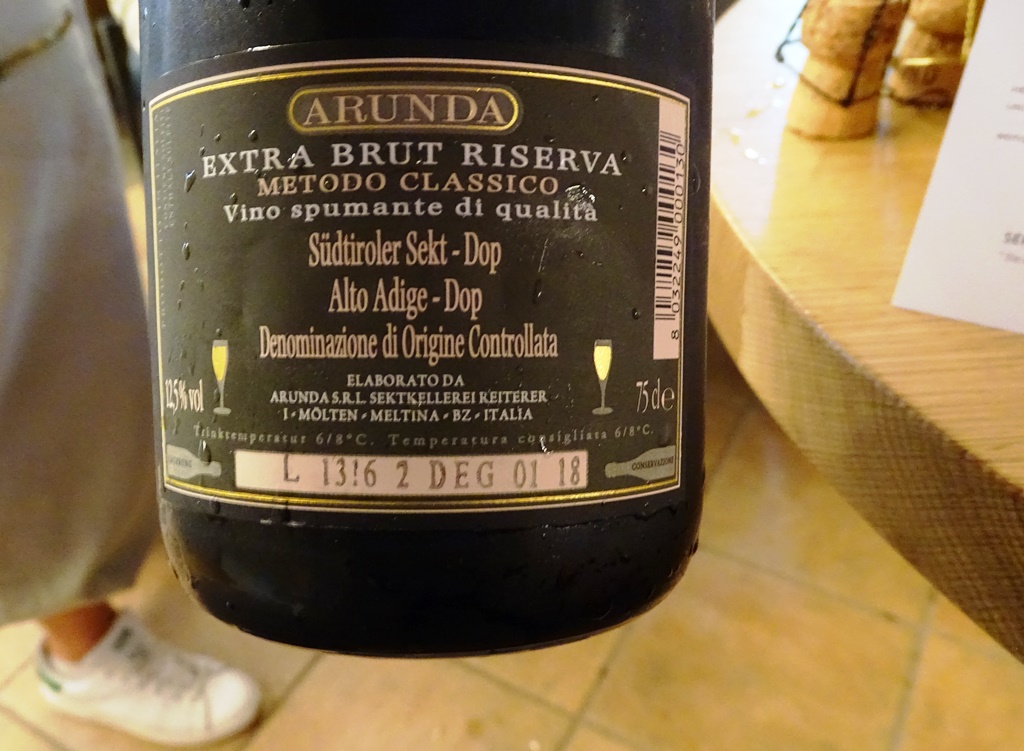 ARUNDA
EXTRA BRUT RISERVA
METODO CLASSICO
Vino spumante di qualità
Südtiroler Sekt - Dop
Alto Adige - Dop
Denominazione di Origine Controllata
12,5% vol
ELABORATO DA
ARUNDA S.R.L. SEKTKELLEREI REITERER
I - MÖLTEN - MELTINA - BZ - ITALIA
75 cl e
Trinktemperatur 6/8°C. Temperatura consigliata 6/8°C.
CONSERVAZIONE
L 13!6 2 DEG 01 18
8 032249 000130